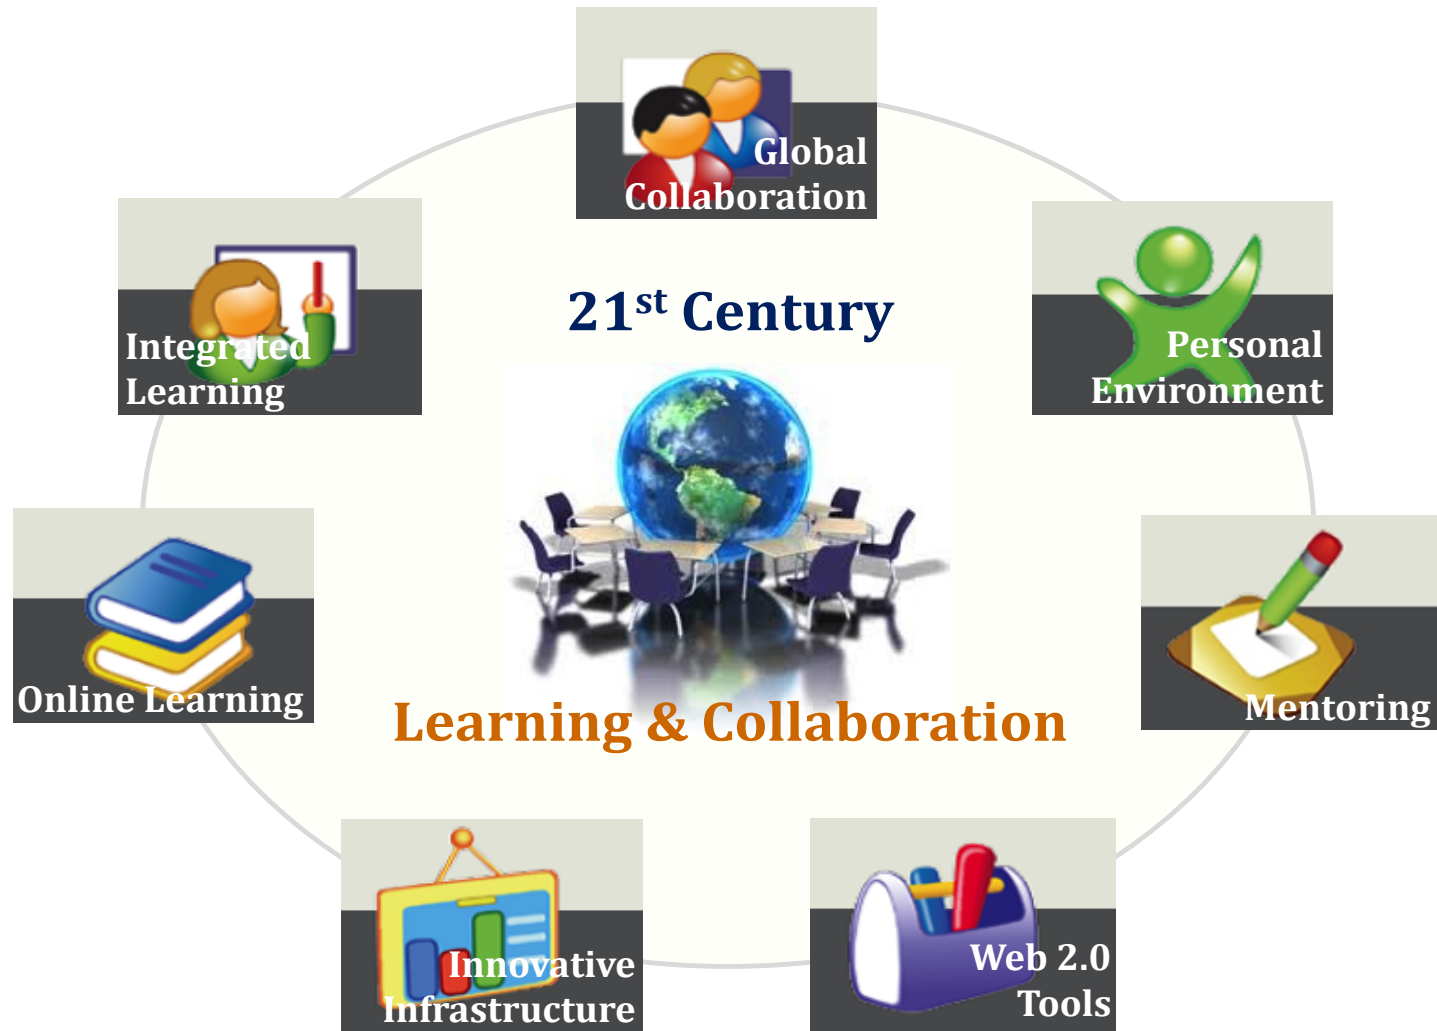 Global
Collaboration
Integrated
Learning
Personal
Environment
21st Century
Online Learning
Mentoring
Learning & Collaboration
Innovative
Infrastructure
Web 2.0
Tools